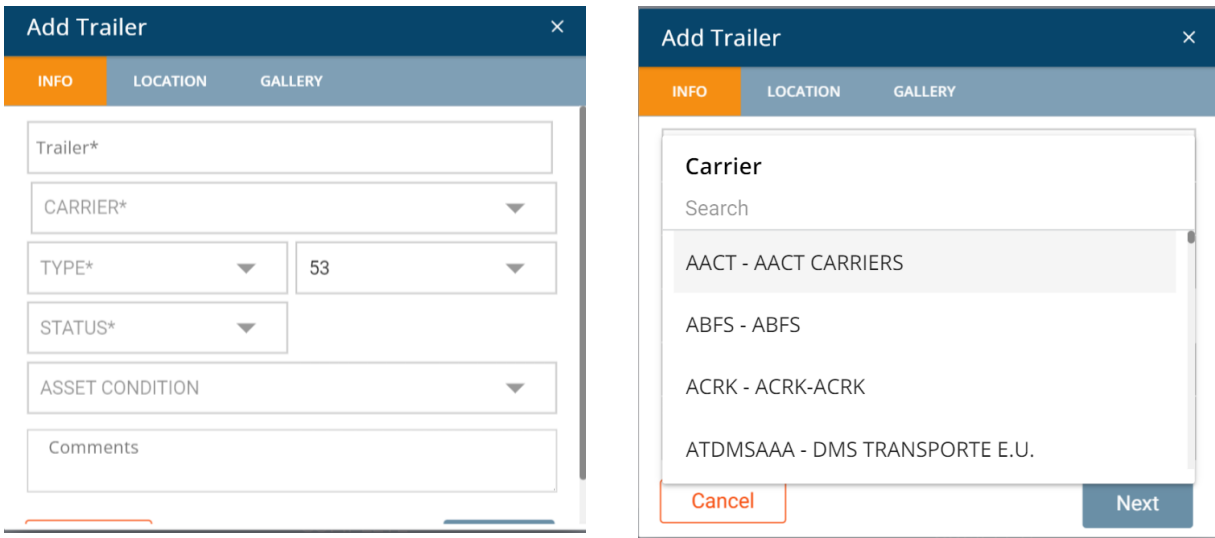 Add Trailer ×
INFO LOCATION GALLERY
Trailer*
CARRIER*
TYPE* 53
STATUS*
ASSET CONDITION
Comments
Add Trailer ×
INFO LOCATION GALLERY
Carrier
Search
AACT - AACT CARRIERS
ABFS - ABFS
ACRK - ACRK-ACRK
ATDMSAAA - DMS TRANSPORTE E.U.
Cancel Next